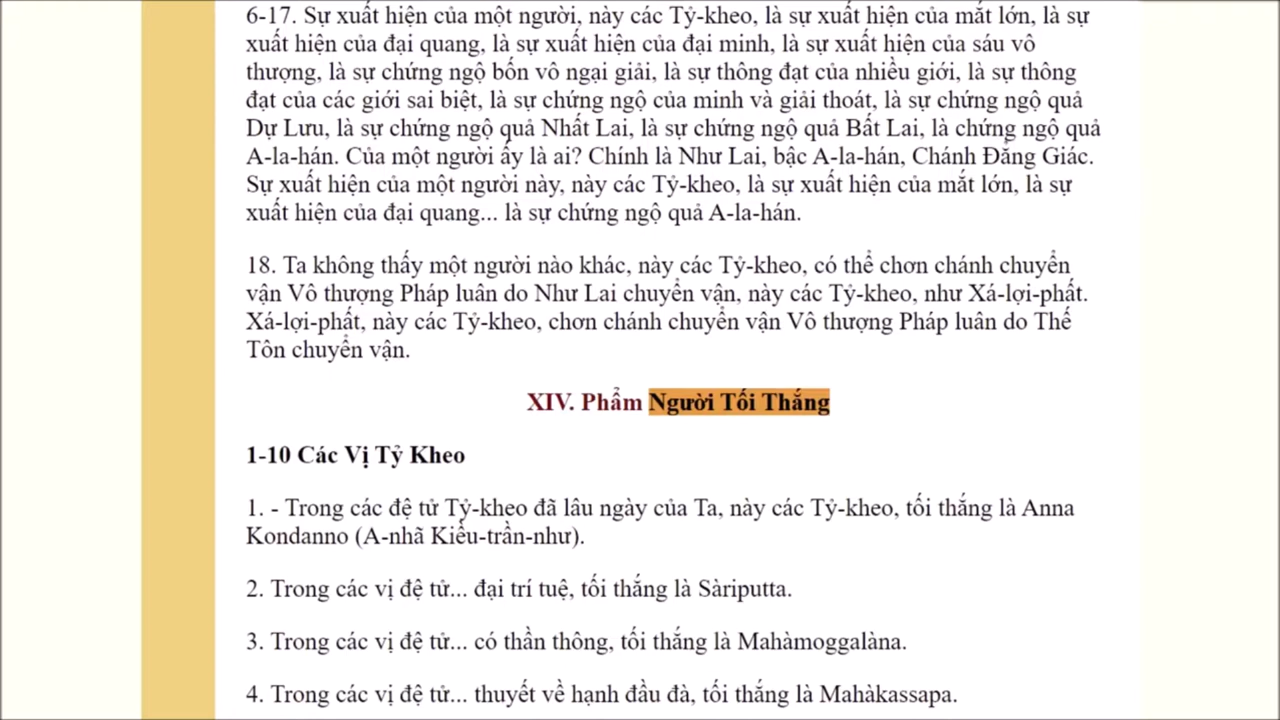 6-17. Sự xuất hiện của một người, này các Tỷ-kheo, là sự xuất hiện của mắt lớn, là sự
xuất hiện của đại quang, là sự xuất hiện của đại minh, là sự xuất hiện của sáu vô
thượng, là sự chứng ngộ bốn vô ngại giải, là sự thông đạt của nhiều giới, là sự thông
đạt của các giới sai biệt, là sự chứng ngộ của minh và giải thoát, là sự chứng ngộ quả
Dự Lưu, là sự chứng ngộ quả Nhất Lai, là sự chứng ngộ quả Bất Lai, là chứng ngộ quả
A-la-hán. Của một người ấy là ai? Chính là Như Lai, bậc A-la-hán, Chánh Đẳng Giác.
Sự xuất hiện của một người này, này các Tỷ-kheo, là sự xuất hiện của mắt lớn, là sự
xuất hiện của đại quang... là sự chứng ngộ quả A-la-hán.
18. Ta không thấy một người nào khác, này các Tỷ-kheo, có thể chơn chánh chuyển
vận Vô thượng Pháp luân do Như Lai chuyển vận, này các Tỷ-kheo, như Xá-lợi-phất.
Xá-lợi-phất, này các Tỷ-kheo, chơn chánh chuyển vận Vô thượng Pháp luân do Thế
Tôn chuyển vận.
XIV. Phẩm Người Tối Thắng
1-10 Các Vị Tỷ Kheo
1. - Trong các đệ tử Tỷ-kheo đã lâu ngày của Ta, này các Tỷ-kheo, tối thắng là Anna
Kondanno (A-nhã Kiều-trần-như).
2. Trong các vị đệ tử... đại trí tuệ, tối thắng là Sàriputta.
3. Trong các vị đệ tử... có thần thông, tối thắng là Mahàmoggalàna.
4. Trong các vị đệ tử... thuyết về hạnh đầu đà, tối thắng là Mahàkassapa.